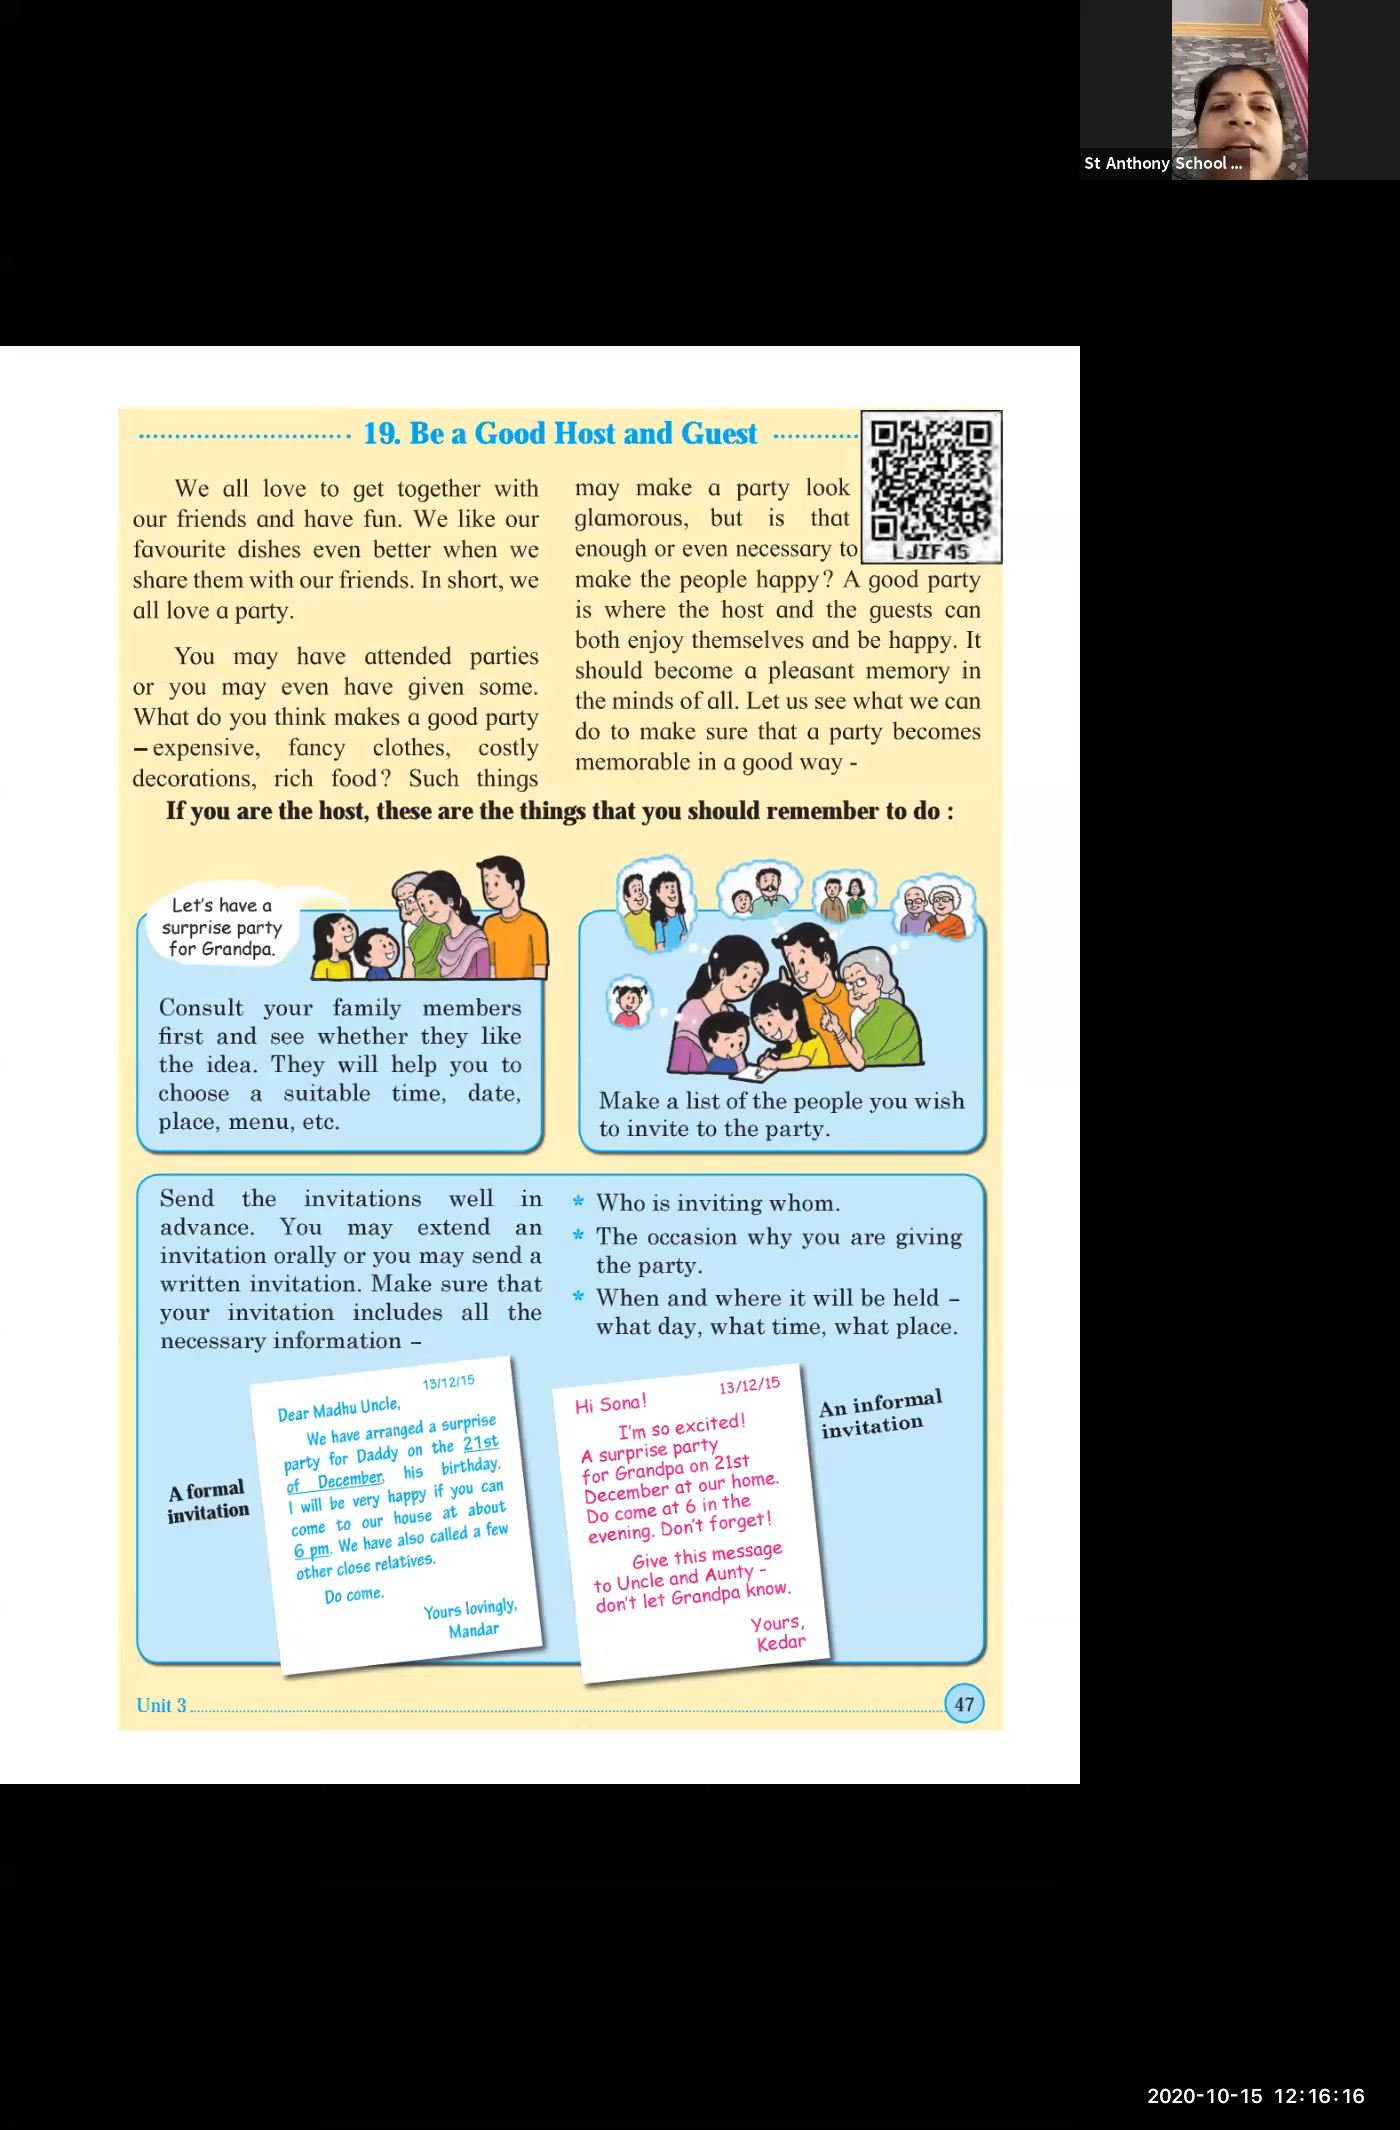 St Anthony School ...
19. Be a Good Host and Guest
LJIF45
We all love to get together with
our friends and have fun. We like our
favourite dishes even better when we
share them with our friends. In short, we
all love a party.
You may have attended parties
or you may even have given some.
What do you think makes a good party
– expensive, fancy clothes, costly
decorations, rich food? Such things
may make a party look
glamorous, but is that
enough or even necessary to
make the people happy? A good party
is where the host and the guests can
both enjoy themselves and be happy. It
should become a pleasant memory in
the minds of all. Let us see what we can
do to make sure that a party becomes
memorable in a good way -
If you are the host, these are the things that you should remember to do :
Let's have a
surprise party
for Grandpa.
Consult your family members
first and see whether they like
the idea. They will help you to
choose a suitable time, date,
place, menu, etc.
Make a list of the people you wish
to invite to the party.
Send the invitations well in
advance. You may extend an
invitation orally or you may send a
written invitation. Make sure that
your invitation includes all the
necessary information –
* Who is inviting whom.
* The occasion why you are giving
the party.
* When and where it will be held –
what day, what time, what place.
A formal
invitation
13/12/15
Dear Madhu Uncle,
We have arranged a surprise
party for Daddy on the 21st
of December, his birthday.
I will be very happy if you can
come to our house at about
6 pm. We have also called a few
other close relatives.
Do come.
Yours lovingly,
Mandar
13/12/15
Hi Sona!
I'm so excited!
A surprise party
for Grandpa on 21st
December at our home.
Do come at 6 in the
evening. Don't forget!
Give this message
to Uncle and Aunty -
don't let Grandpa know.
Yours,
Kedar
An informal
invitation
Unit 3
47
2020-10-15 12:16:16